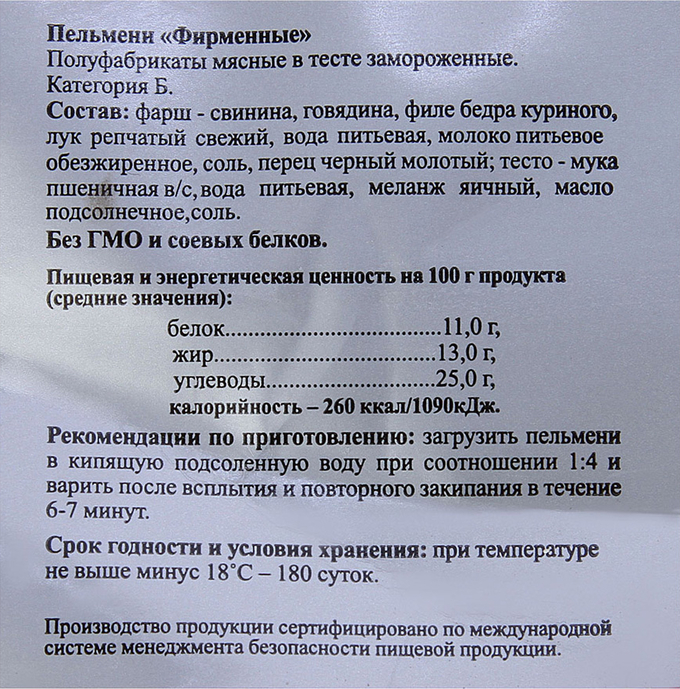 Пельмени «Фирменные»
Полуфабрикаты мясные в тесте замороженные.
Категория Б.
Состав: фарш - свинина, говядина, филе бедра куриного,
лук репчатый свежий, вода питьевая, молоко питьевое
обезжиренное, соль, перец черный молотый; тесто - мука
пшеничная в/с, вода питьевая, меланж яичный, масло
подсолнечное,соль.
Без ГМО и соевых белков.
Пищевая и энергетическая ценность на 100 г продукта
(средние значения):
белок..................................11,0 г,
жир...................................13,0 г,
углеводы...........................25,0 г,
калорийность – 260 ккал/1090кДж.
Рекомендации по приготовлению: загрузить пельмени
в кипящую подсоленную воду при соотношении 1:4 и
варить после всплытия и повторного закипания в течение
6-7 минут.
Срок годности и условия хранения: при температуре
не выше минус 18˚С – 180 суток.
Производство продукции сертифицировано по международной
системе менеджмента безопасности пищевой продукции.